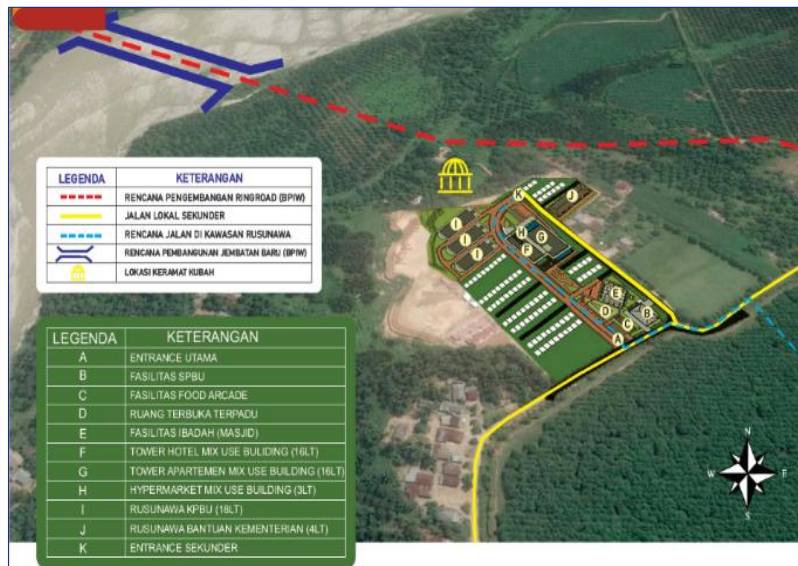 LEGENDA KETERANGAN
RENCANA PENGEMBANGAN RINGROAD (BPIW)
JALAN LOKAL SEKUNDER
RENCANA JALAN DI KAWASAN RUSUNAWA
RENCANA PEMBANGUNAN JEMBATAN BARU (BPIW)
LOKASI KERAMAT KUBAH
K
J
I
H
I
G
I
F
E
D
B
C
A
LEGENDA KETERANGAN
A ENTRANCE UTAMA
B FASILITAS SPBU
C FASILITAS FOOD ARCADE
D RUANG TERBUKA TERPADU
E FASILITAS IBADAH (MASJID)
F TOWER HOTEL MIX USE BULIDING (16LT)
G TOWER APARTEMEN MIX USE BUILDING (16LT)
H HYPERMARKET MIX USE BUILDING (3LT)
I RUSUNAWA KPBU (18LT)
J RUSUNAWA BANTUAN KEMENTERIAN (4LT)
K ENTRANCE SEKUNDER
N
W E
S